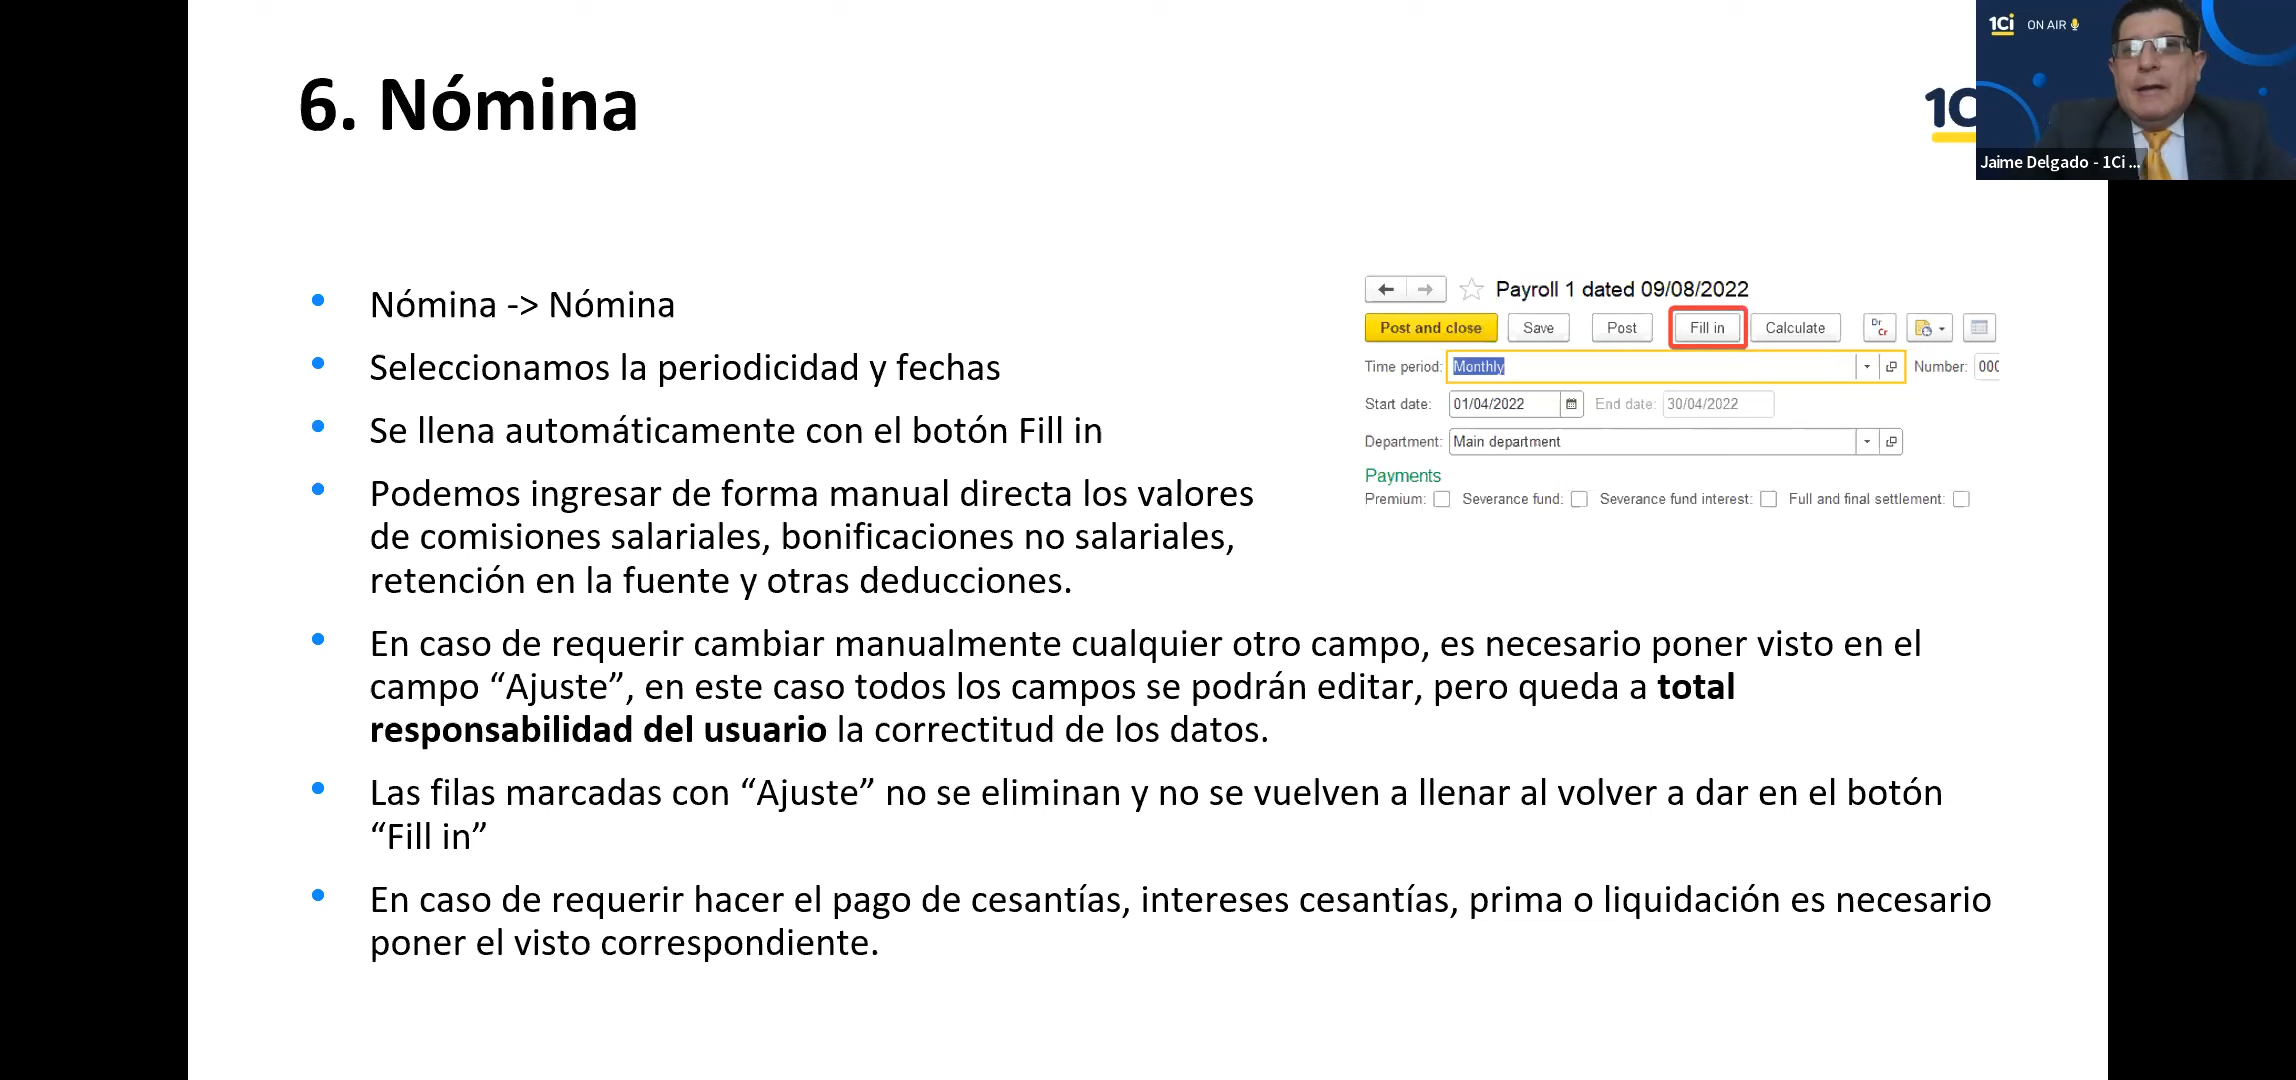 6. Nómina
1Ci ON AIR
1C
Jaime Delgado - 1Ci ...
• Nómina -> Nómina
• Seleccionamos la periodicidad y fechas
• Se llena automáticamente con el botón Fill in
• Podemos ingresar de forma manual directa los valores
de comisiones salariales, bonificaciones no salariales,
retención en la fuente y otras deducciones.
Payroll 1 dated 09/08/2022
Post and close Save Post Fill in Calculate Dr Cr
Time period: Monthly Number: 000
Start date: 01/04/2022 End date: 30/04/2022
Department: Main department
Payments
Premium: Severance fund: Severance fund interest: Full and final settlement:
• En caso de requerir cambiar manualmente cualquier otro campo, es necesario poner visto en el
campo “Ajuste”, en este caso todos los campos se podrán editar, pero queda a total
responsabilidad del usuario la correctitud de los datos.
• Las filas marcadas con “Ajuste” no se eliminan y no se vuelven a llenar al volver a dar en el botón
“Fill in”
• En caso de requerir hacer el pago de cesantías, intereses cesantías, prima o liquidación es necesario
poner el visto correspondiente.